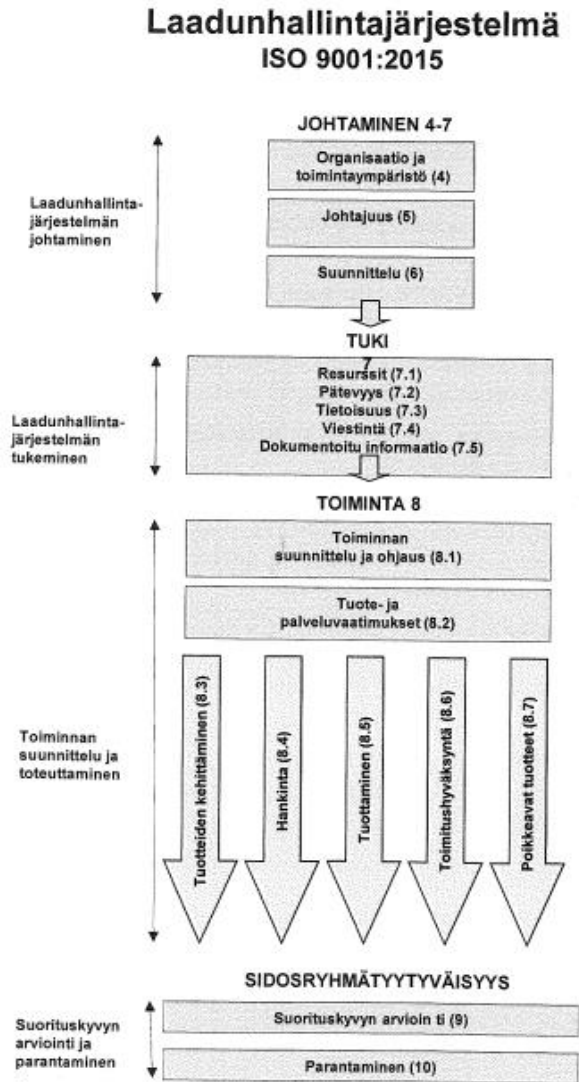 Laadunhallintajärjestelmä
ISO 9001:2015
JOHTAMINEN 4-7
Organisaatio ja
toimintaympäristö (4)
Laadunhallinta-
järjestelmän
johtaminen
Johtajuus (5)
Suunnittelu (6)
TUKI
7
Resurssit (7.1)
Pätevyys (7.2)
Tietoisuus (7.3)
Viestintä (7.4)
Dokumentoitu informaatio (7.5)
Laadunhallinta-
järjestelmän
tukeminen
TOIMINTA 8
Toiminnan
suunnittelu ja ohjaus (8.1)
Tuote- ja
palveluvaatimukset (8.2)
Toiminnan
suunnittelu ja
toteuttaminen
Tuotteiden kehittäminen (8.3)
Hankinta (8.4)
Tuottaminen (8.5)
Toimitushyväksyntä (8.6)
Poikkeavat tuotteet (8.7)
SIDOSRYHMÄTYYTYVÄISYYS
Suorituskyvyn
arviointi ja
parantaminen
Suorituskyvyn arvioin ti (9)
Parantaminen (10)